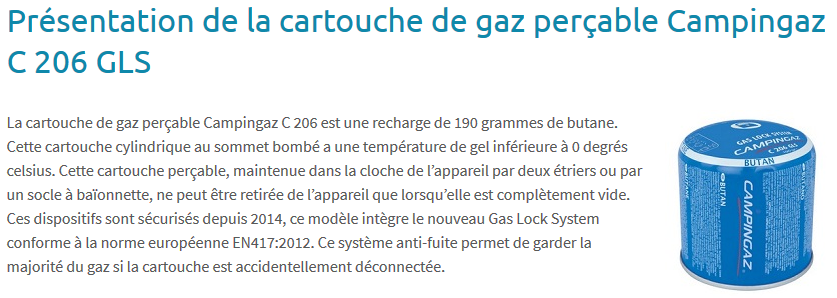 Présentation de la cartouche de gaz perçable Campingaz
C 206 GLS
La cartouche de gaz perçable Campingaz C 206 est une recharge de 190 grammes de butane.
Cette cartouche cylindrique au sommet bombé a une température de gel inférieure à 0 degrés
celsius. Cette cartouche perçable, maintenue dans la cloche de l’appareil par deux étriers ou par
un socle à baïonnette, ne peut être retirée de l’appareil que lorsqu’elle est complètement vide.
Ces dispositifs sont sécurisés depuis 2014, ce modèle intègre le nouveau Gas Lock System
conforme à la norme européenne EN417:2012. Ce système anti-fuite permet de garder la
majorité du gaz si la cartouche est accidentellement déconnectée.
GAS LOCK SYSTEM
CAMPINGAZ
C 206 GLS
BUTAN
BUTAN
CAMPINGAZ